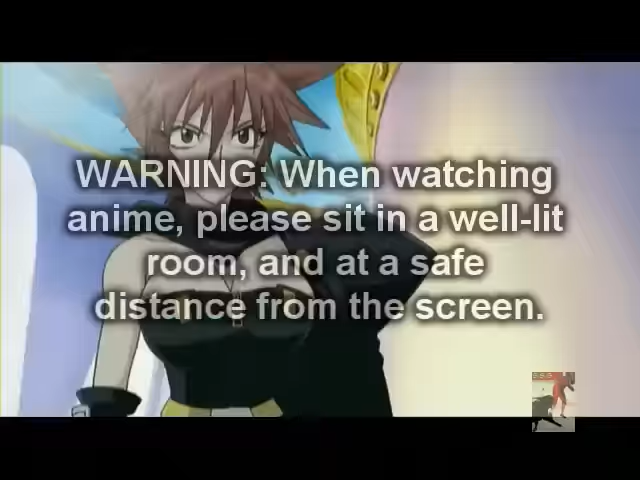 WARNING: When watching
anime, please sit in a well-lit
room, and at a safe
distance from the screen.